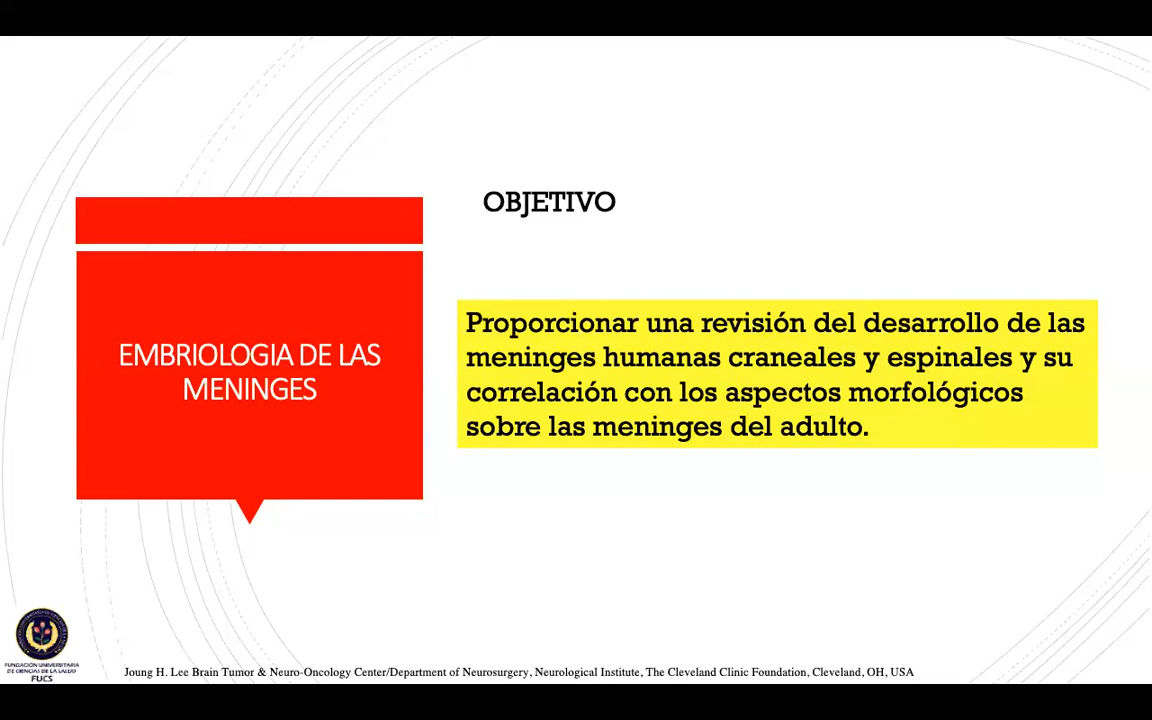 OBJETIVO
EMBRIOLOGIA DE LAS
MENINGES
Proporcionar una revisión del desarrollo de las
meninges humanas craneales y espinales y su
correlación con los aspectos morfológicos
sobre las meninges del adulto.
FUNDACIÓN UNIVERSITARIA
DE CIENCIAS DE LA SALUD
FUCS
Joung H. Lee Brain Tumor & Neuro-Oncology Center/Department of Neurosurgery, Neurological Institute, The Cleveland Clinic Foundation, Cleveland, OH, USA